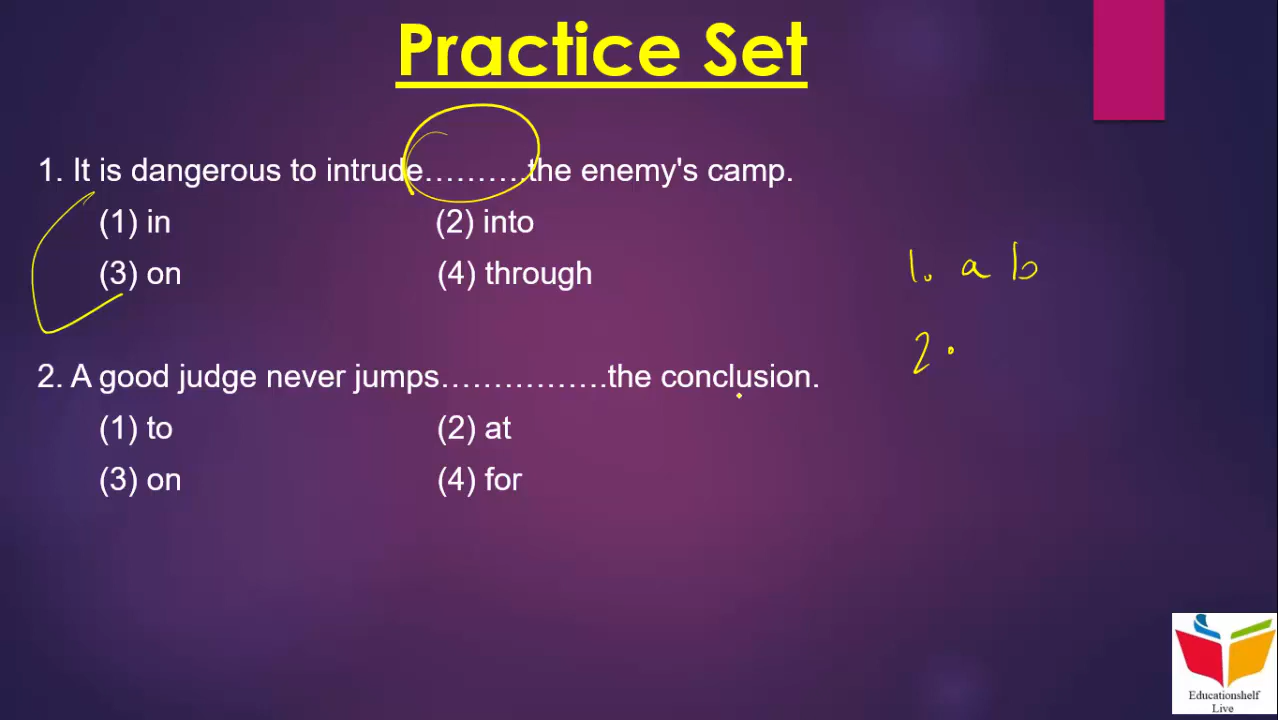 Practice Set
1. It is dangerous to intrude……….the enemy's camp.
(1) in (2) into
(3) on (4) through
1. a b
2.
2. A good judge never jumps…………….the conclusion.
(1) to (2) at
(3) on (4) for
Educationshelf
Live